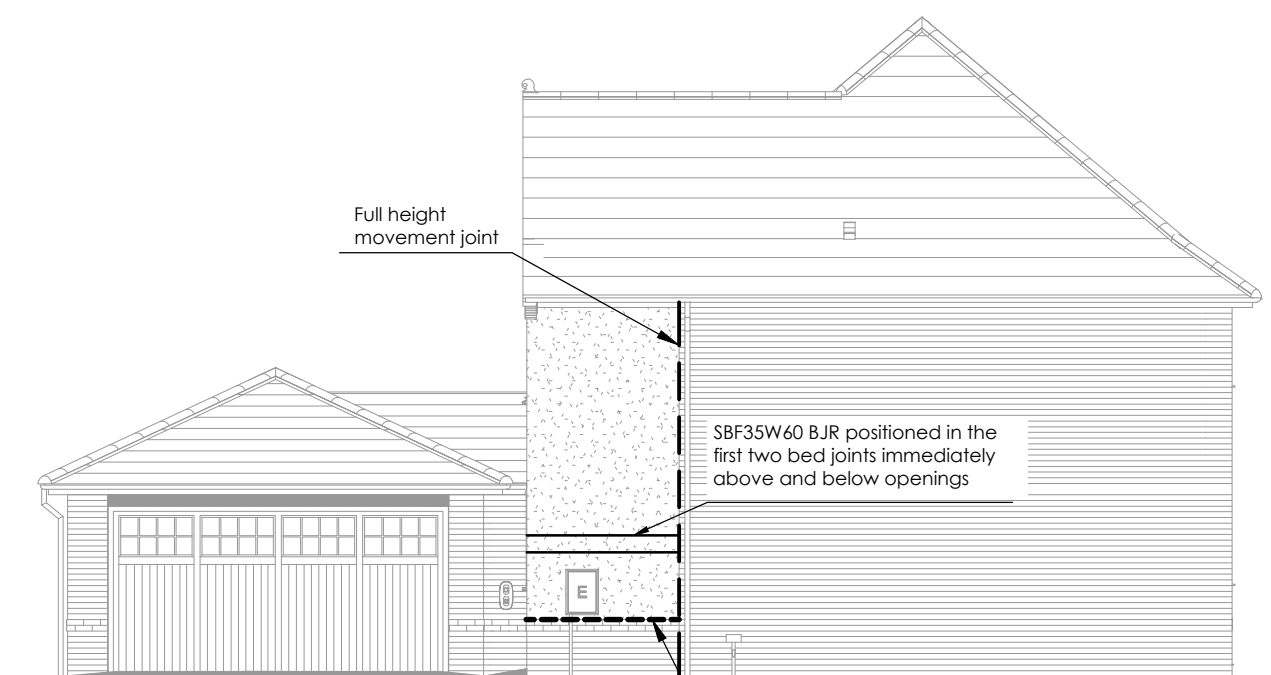 Full height
movement joint
SBF35W60 BJR positioned in the
first two bed joints immediately
above and below openings
E